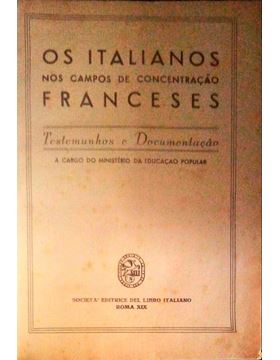 OS ITALIANOS
NOS CAMPOS DE CONCENTRAÇÃO
FRANCESES
Testemunhos e Documentação
A CARGO DO MINISTÉRIO DA EDUCAÇAO POPULAR
SOCIETA' EDITRICE DEL LIBRO ITALIANO
ROMA XIX